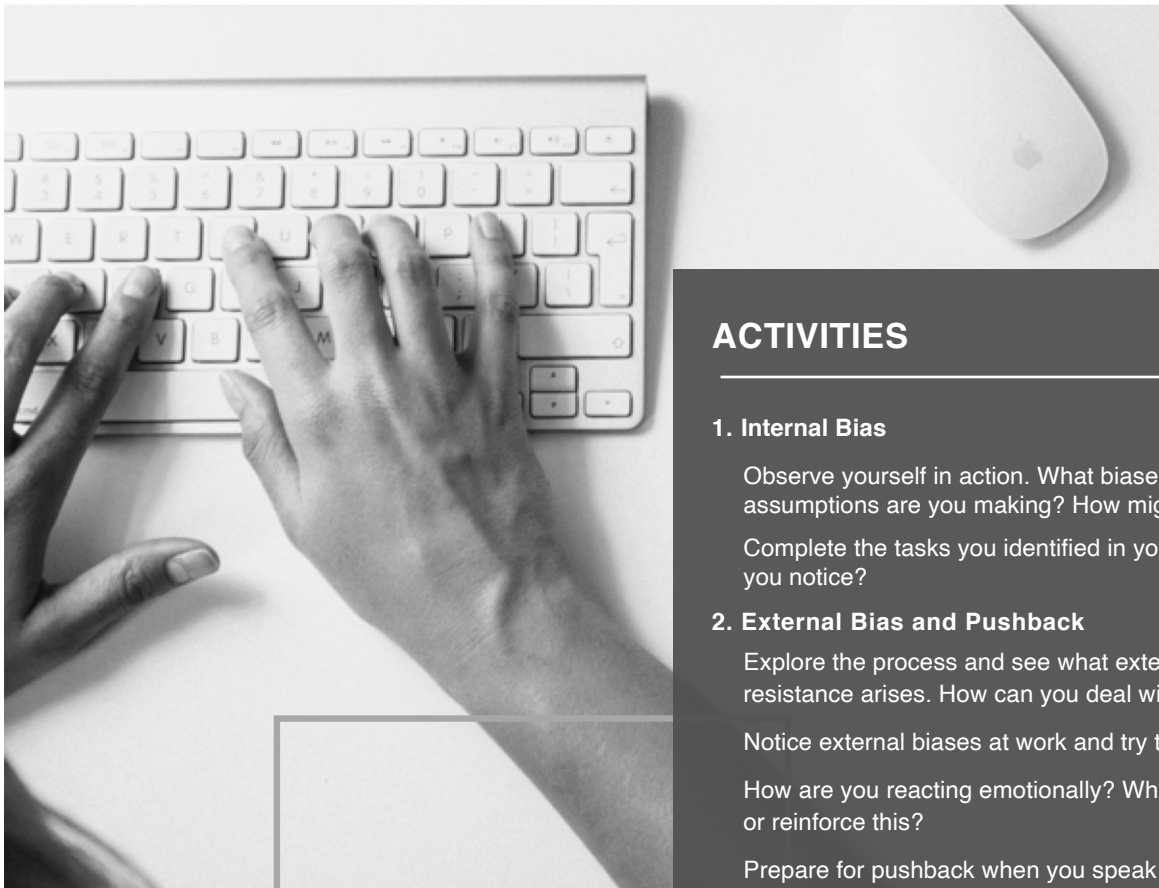 ACTIVITIES
1. Internal Bias
Observe yourself in action. What biase
assumptions are you making? How mig
Complete the tasks you identified in yo
you notice?
2. External Bias and Pushback
Explore the process and see what exte
resistance arises. How can you deal wi
Notice external biases at work and try t
How are you reacting emotionally? Wh
or reinforce this?
Prepare for pushback when you speak